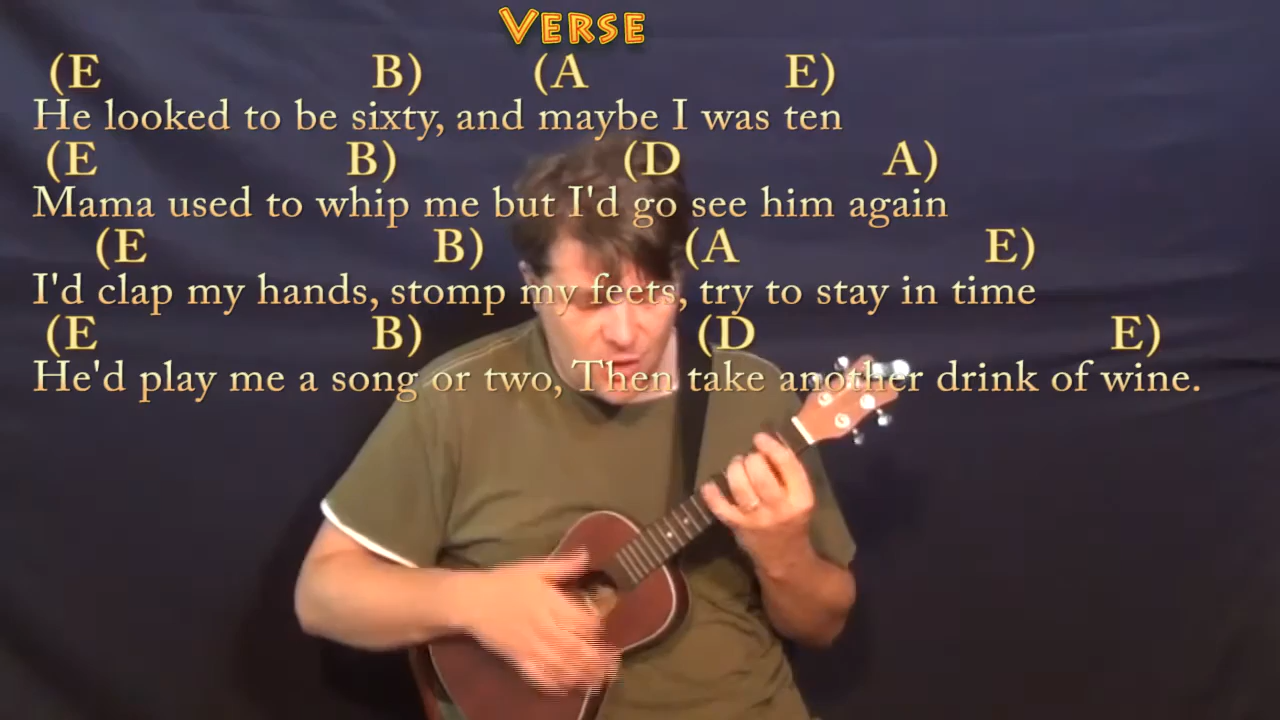 VERSE
(E B) (A E)
He looked to be sixty, and maybe I was ten
(E B) (D A)
Mama used to whip me but I'd go see him again
(E B) (A E)
I'd clap my hands, stomp my feets, try to stay in time
(E B) (D E)
He'd play me a song or two, Then take another drink of wine.